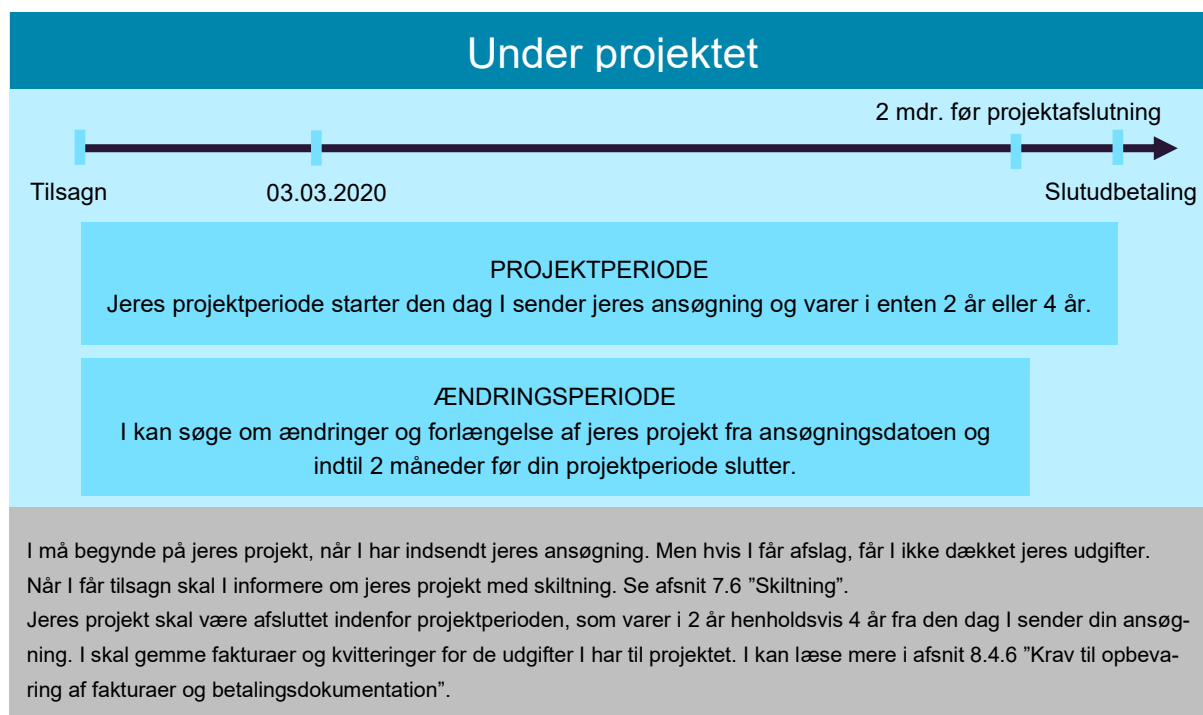 Under projektet
2 mdr. før projektafslutning
Tilsagn
03.03.2020
Slutudbetaling
PROJEKTPERIODE
Jeres projektperiode starter den dag I sender jeres ansøgning og varer i enten 2 år eller 4 år.
ÆNDRINGSPERIODE
I kan søge om ændringer og forlængelse af jeres projekt fra ansøgningsdatoen og
indtil 2 måneder før din projektperiode slutter.
I må begynde på jeres projekt, når I har indsendt jeres ansøgning. Men hvis I får afslag, får I ikke dækket jeres udgifter.
Når I får tilsagn skal I informere om jeres projekt med skiltning. Se afsnit 7.6 ”Skiltning”.
Jeres projekt skal være afsluttet indenfor projektperioden, som varer i 2 år henholdsvis 4 år fra den dag I sender din ansøg-
ning. I skal gemme fakturaer og kvitteringer for de udgifter I har til projektet. I kan læse mere i afsnit 8.4.6 ”Krav til opbeva-
ring af fakturaer og betalingsdokumentation”.